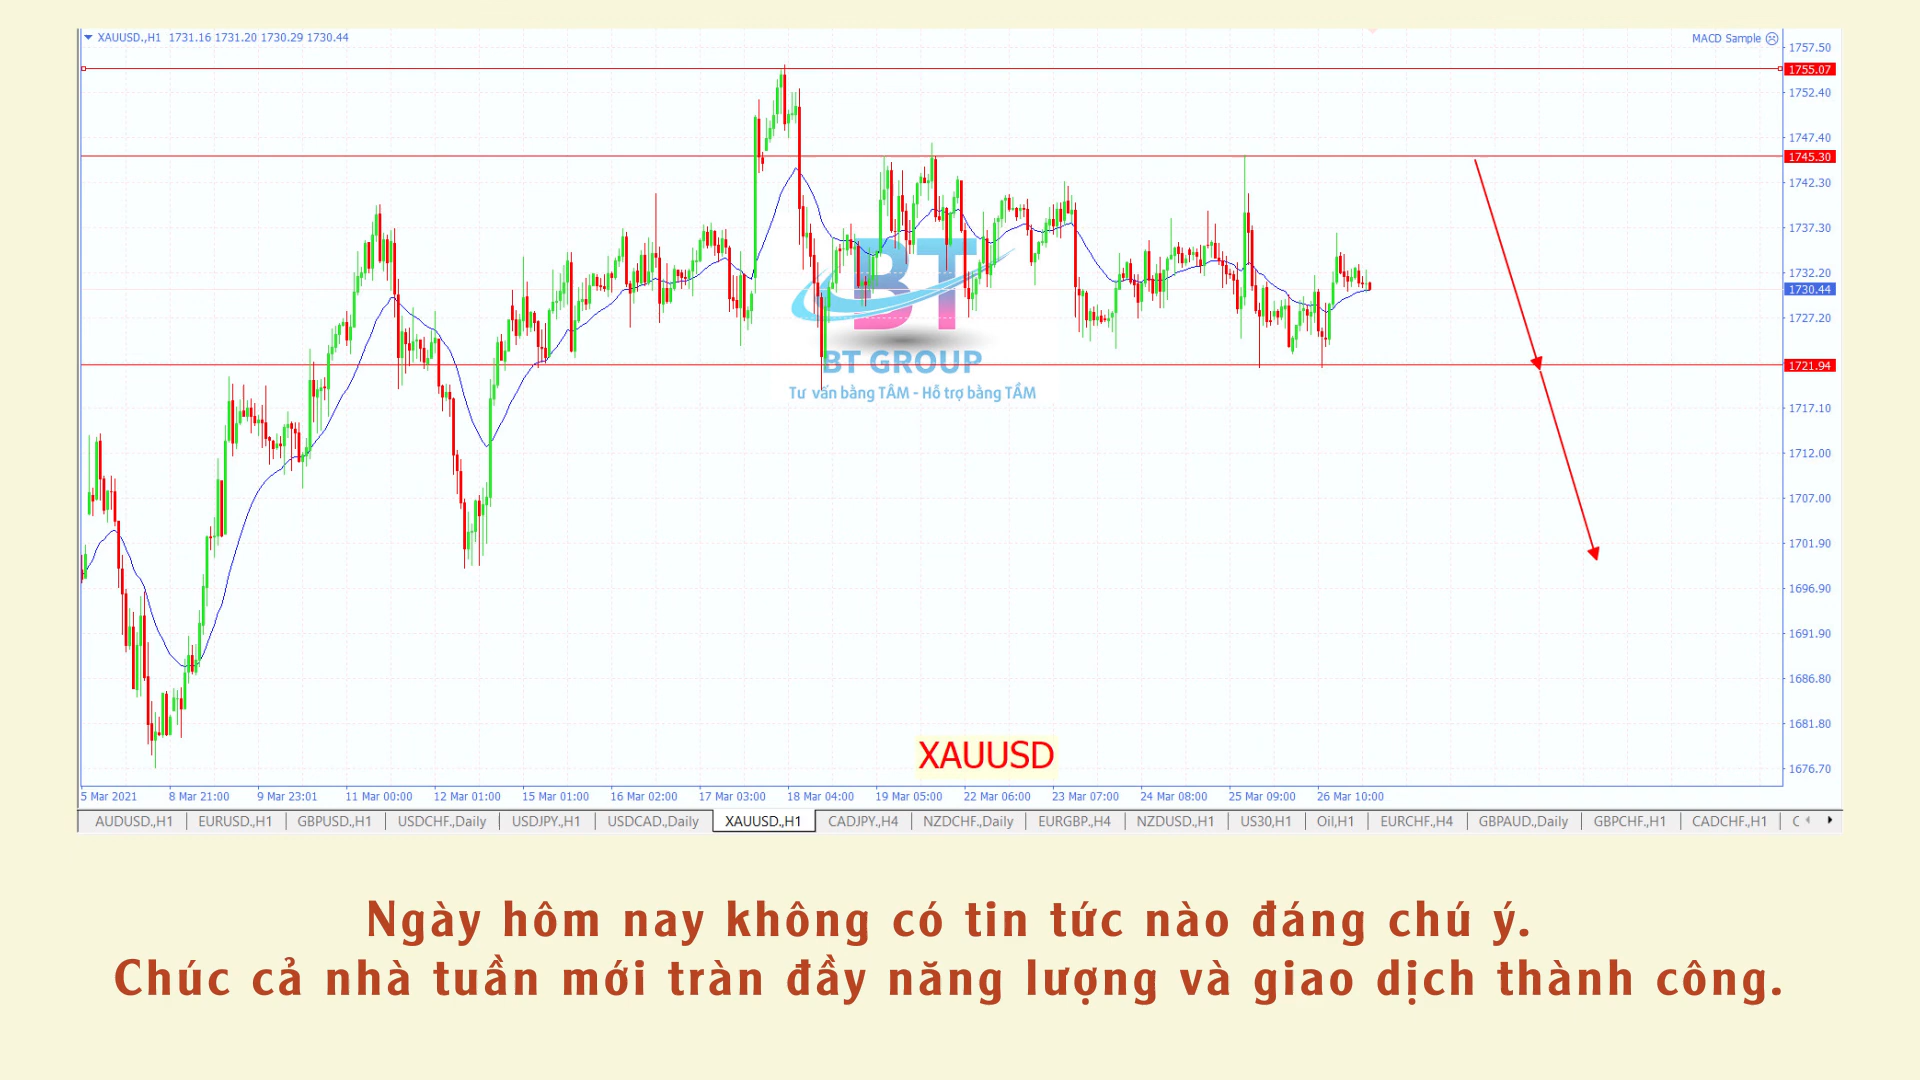 XAUUSD.,H1 1731.16 1731.20 1730.29 1730.44
MACD Sample
1757.50
1755.07
1752.40
1747.40
1745.30
1742.30
1737.30
1732.20
1730.44
1727.20
1721.94
1717.10
1712.00
1707.00
1701.90
1696.90
1691.90
1686.80
1681.80
1676.70
BT
BT GROUP
Tư vấn bằng TÂM - Hỗ trợ bằng TẦM
XAUUSD
5 Mar 2021 8 Mar 21:00 9 Mar 23:01 11 Mar 00:00 12 Mar 01:00 15 Mar 01:00 16 Mar 02:00 17 Mar 03:00 18 Mar 04:00 19 Mar 05:00 22 Mar 06:00 23 Mar 07:00 24 Mar 08:00 25 Mar 09:00 26 Mar 10:00
AUDUSD.,H1 EURUSD.,H1 GBPUSD.,H1 USDCHF.,Daily USDJPY.,H1 USDCAD.,Daily XAUUSD.,H1 CADJPY.,H4 NZDCHF.,Daily EURGBP.,H4 NZDUSD.,H1 US30,H1 Oil,H1 EURCHF.,H4 GBPAUD.,Daily GBPCHF.,H1 CADCHF.,H1 C
Ngày hôm nay không có tin tức nào đáng chú ý.
Chúc cả nhà tuần mới tràn đầy năng lượng và giao dịch thành công.